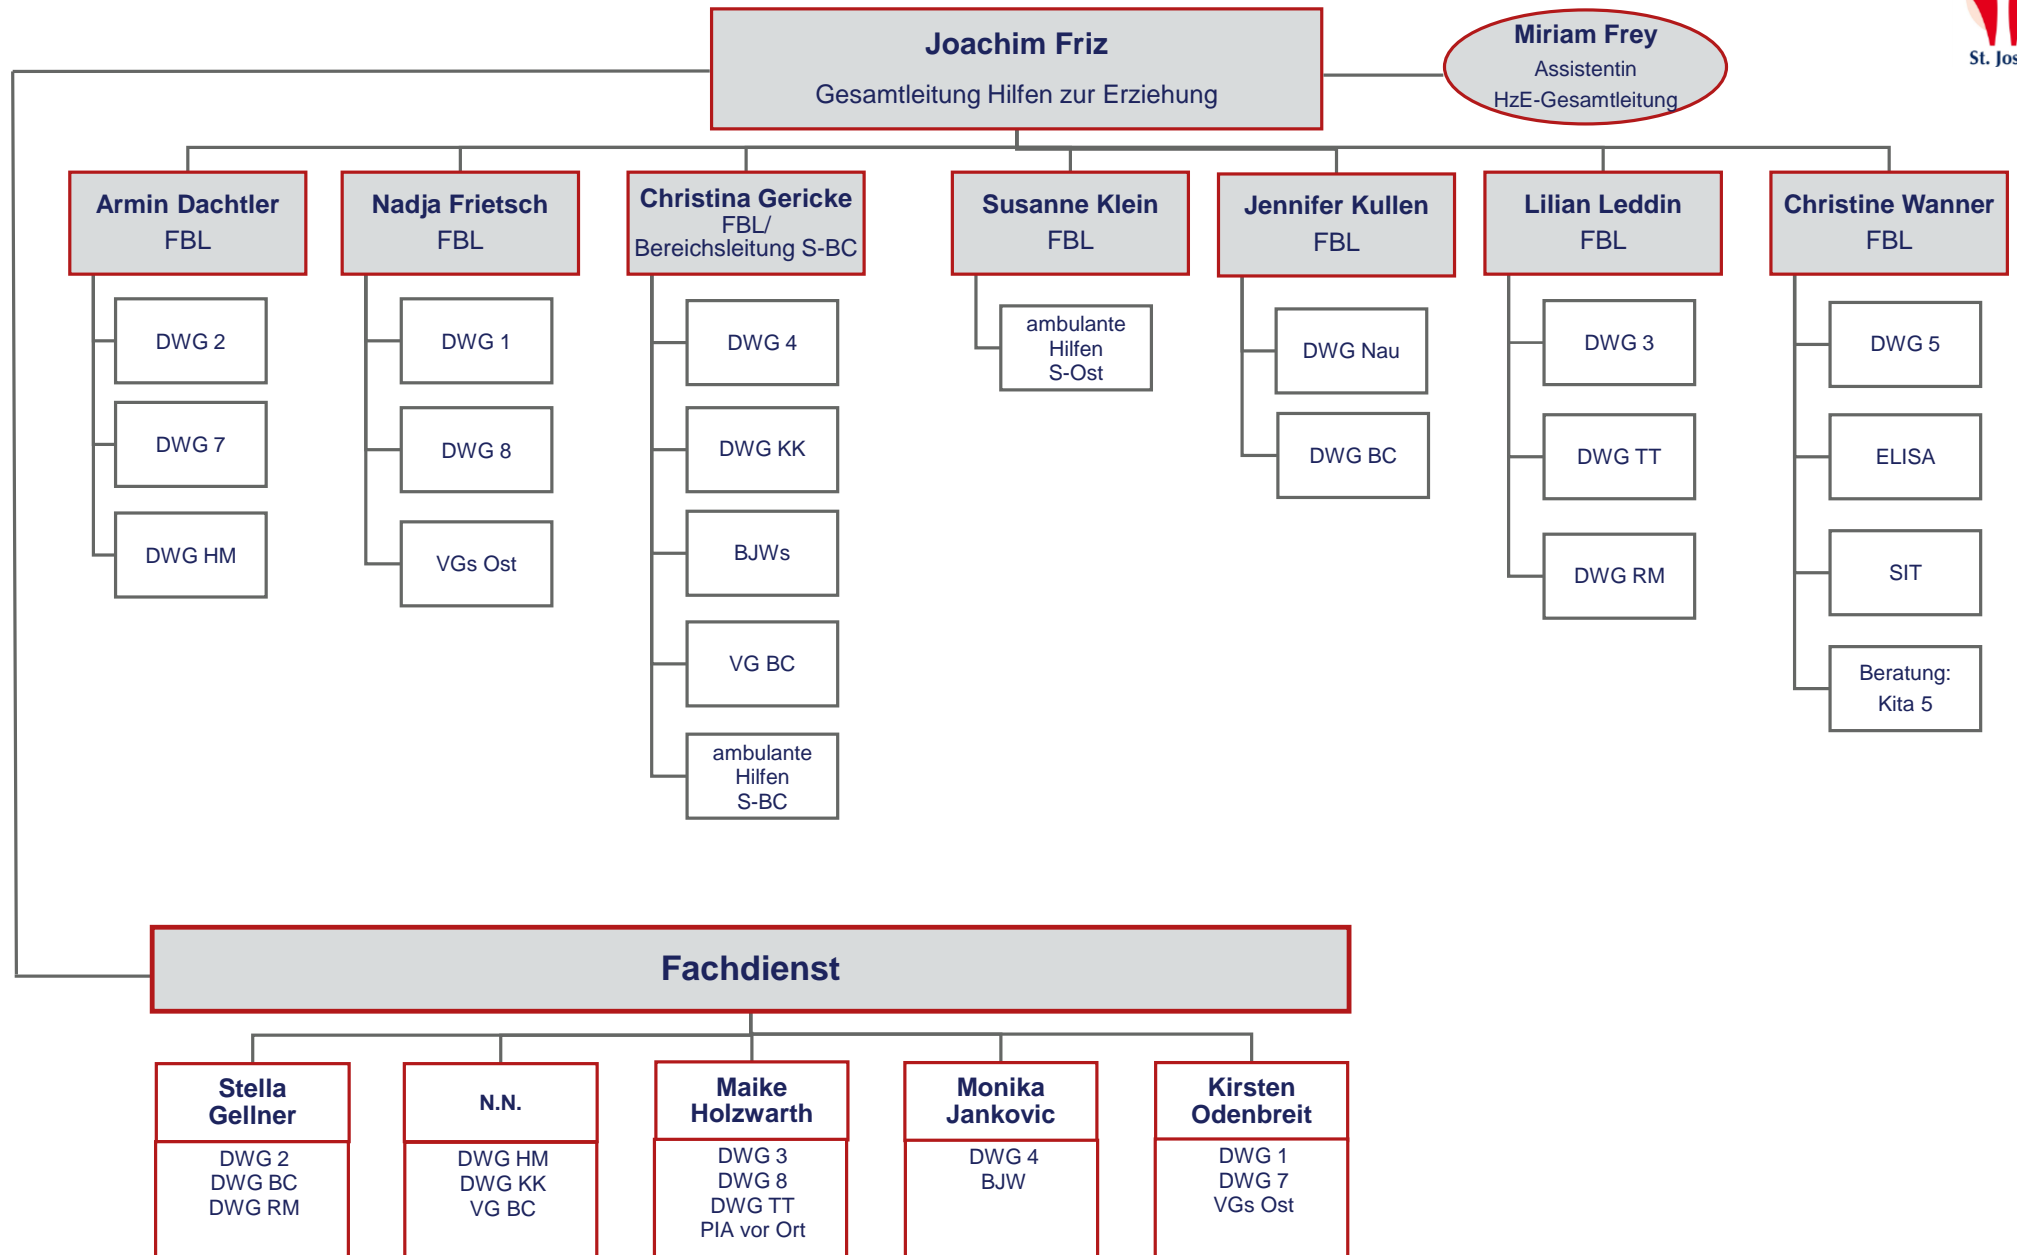 Joachim Friz
Gesamtleitung Hilfen zur Erziehung
Miriam Frey
Assistentin
HzE-Gesamtleitung
St.
Armin Dachtler
FBL
DWG 2
DWG 7
DWG HM
Nadja Frietsch
FBL
DWG 1
DWG 8
VGs Ost
Christina Gericke
FBL/
Bereichsleitung S-BC
DWG 4
DWG KK
BJWs
VG BC
ambulante
Hilfen
S-BC
Susanne Klein
FBL
ambulante
Hilfen
S-Ost
Jennifer Kullen
FBL
DWG Nau
DWG BC
Lilian Leddin
FBL
DWG 3
DWG TT
DWG RM
Christine Wanner
FBL
DWG 5
ELISA
SIT
Beratung:
Kita 5
Fachdienst
Stella
Gellner
DWG 2
DWG BC
DWG RM
N.N.
DWG HM
DWG KK
VG BC
Maike
Holzwarth
DWG 3
DWG 8
DWG TT
PIA vor Ort
Monika
Jankovic
DWG 4
BJW
Kirsten
Odenbreit
DWG 1
DWG 7
VGs Ost